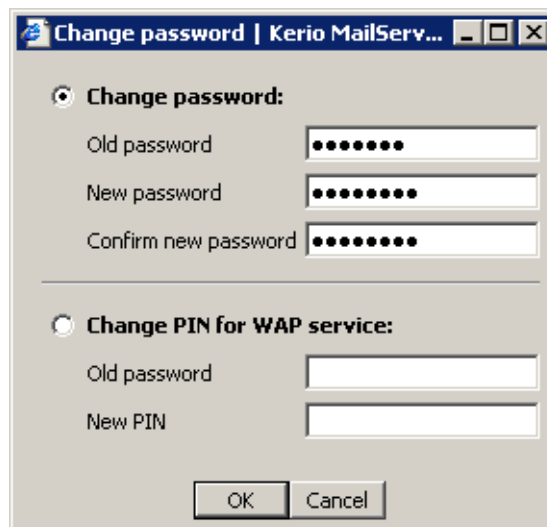 Change password | Kerio MailServ...
Change password:
Old password ●●●●●●●
New password ●●●●●●●●
Confirm new password ●●●●●●●●
Change PIN for WAP service:
Old password
New PIN
OK Cancel